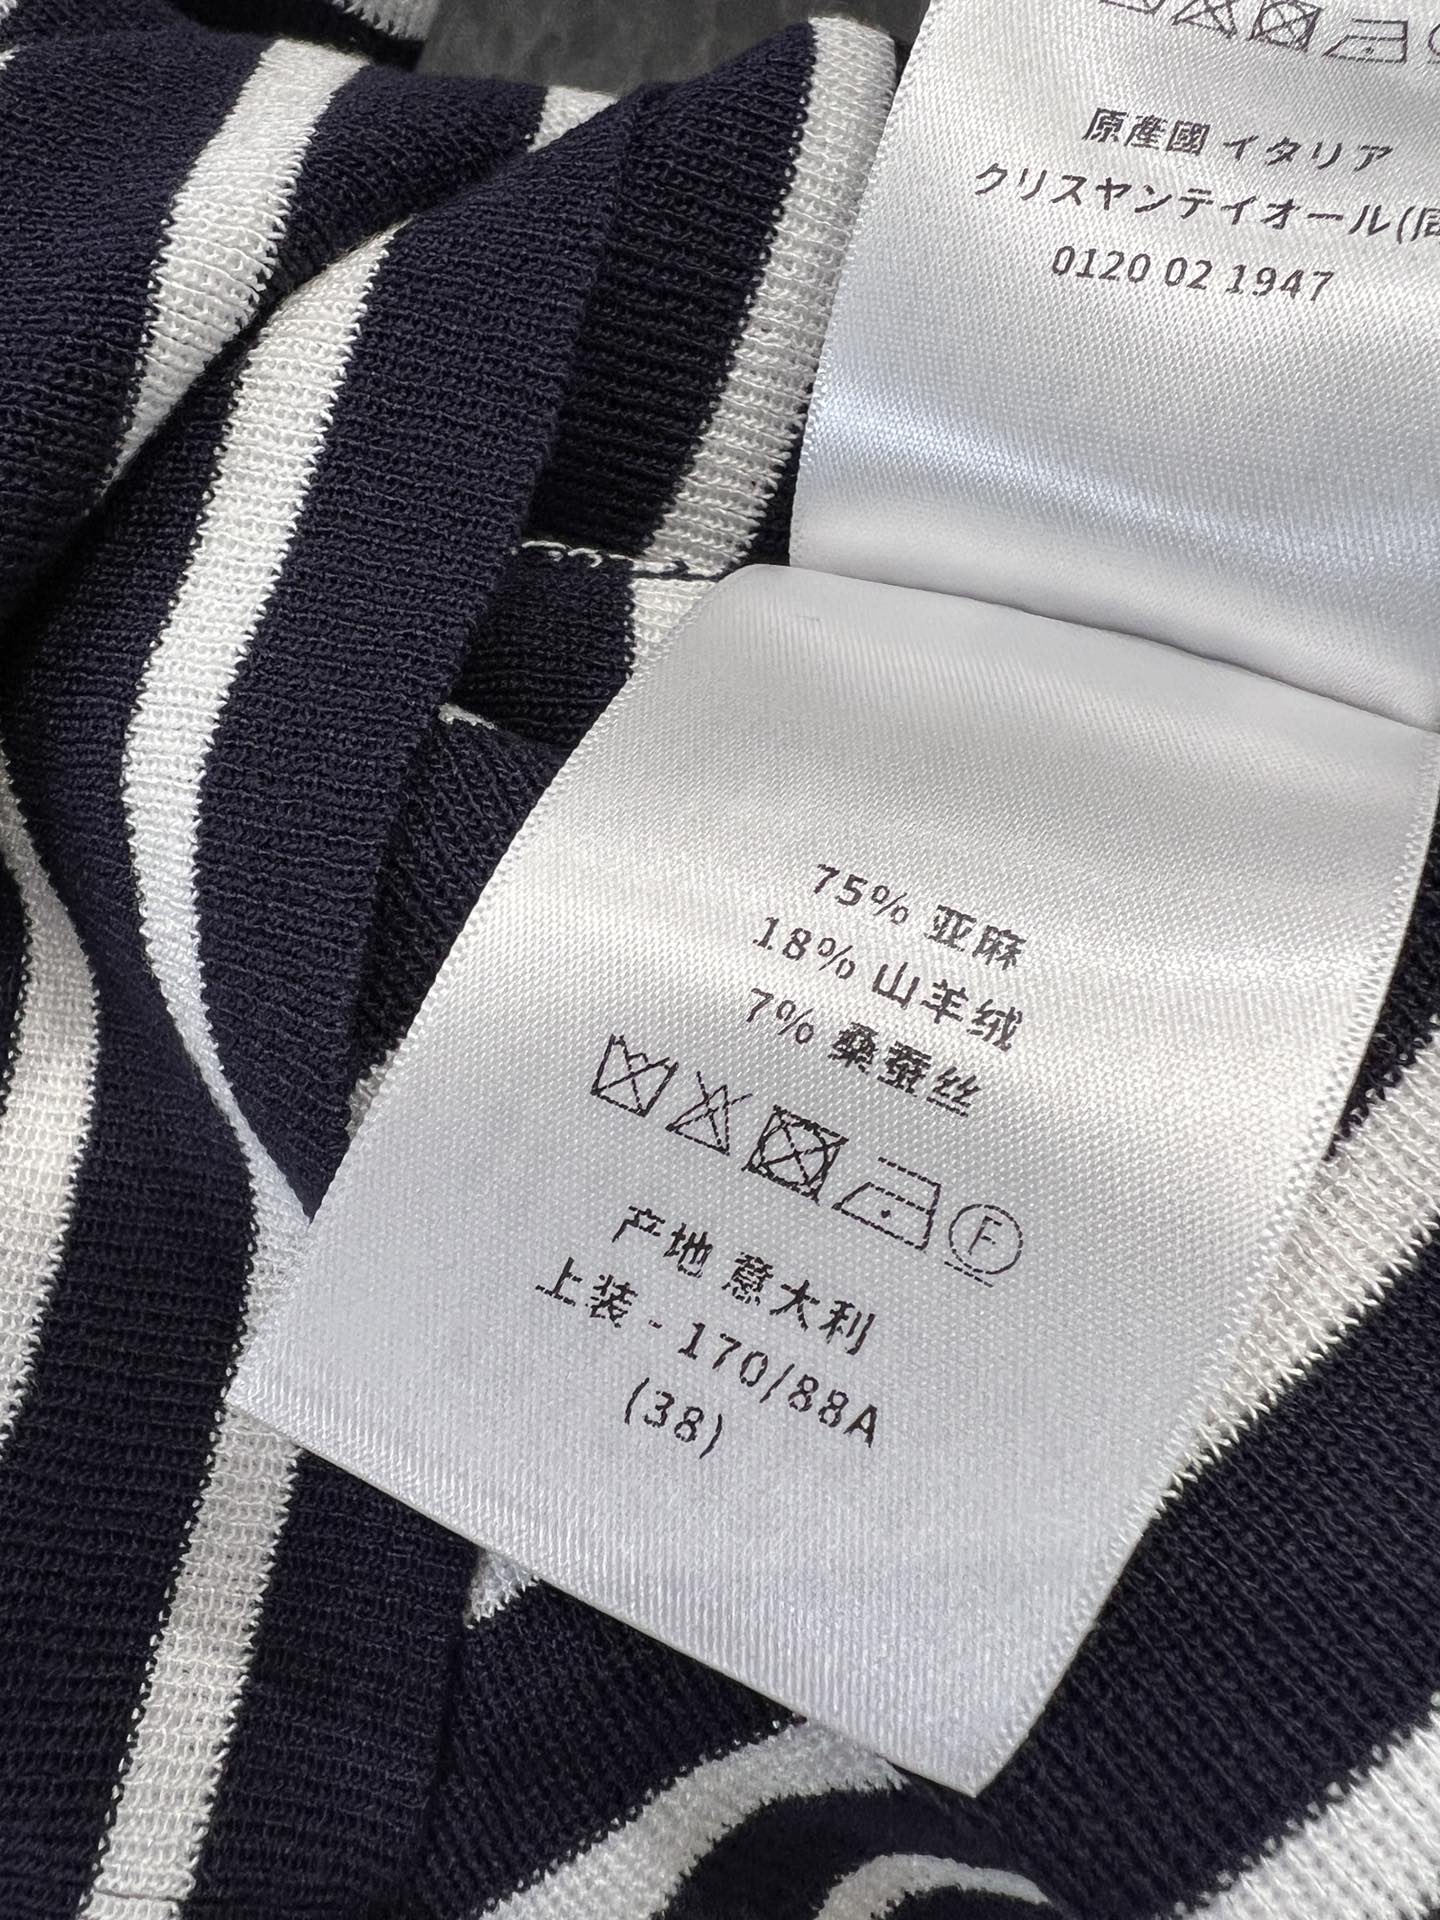 原產國 イタリア
クリスヤンテイオール(
0120 02 1947
75% 亚麻
18% 山羊绒
7% 桑蚕丝
F
产地 意大利
上装 - 170/88A
(38)